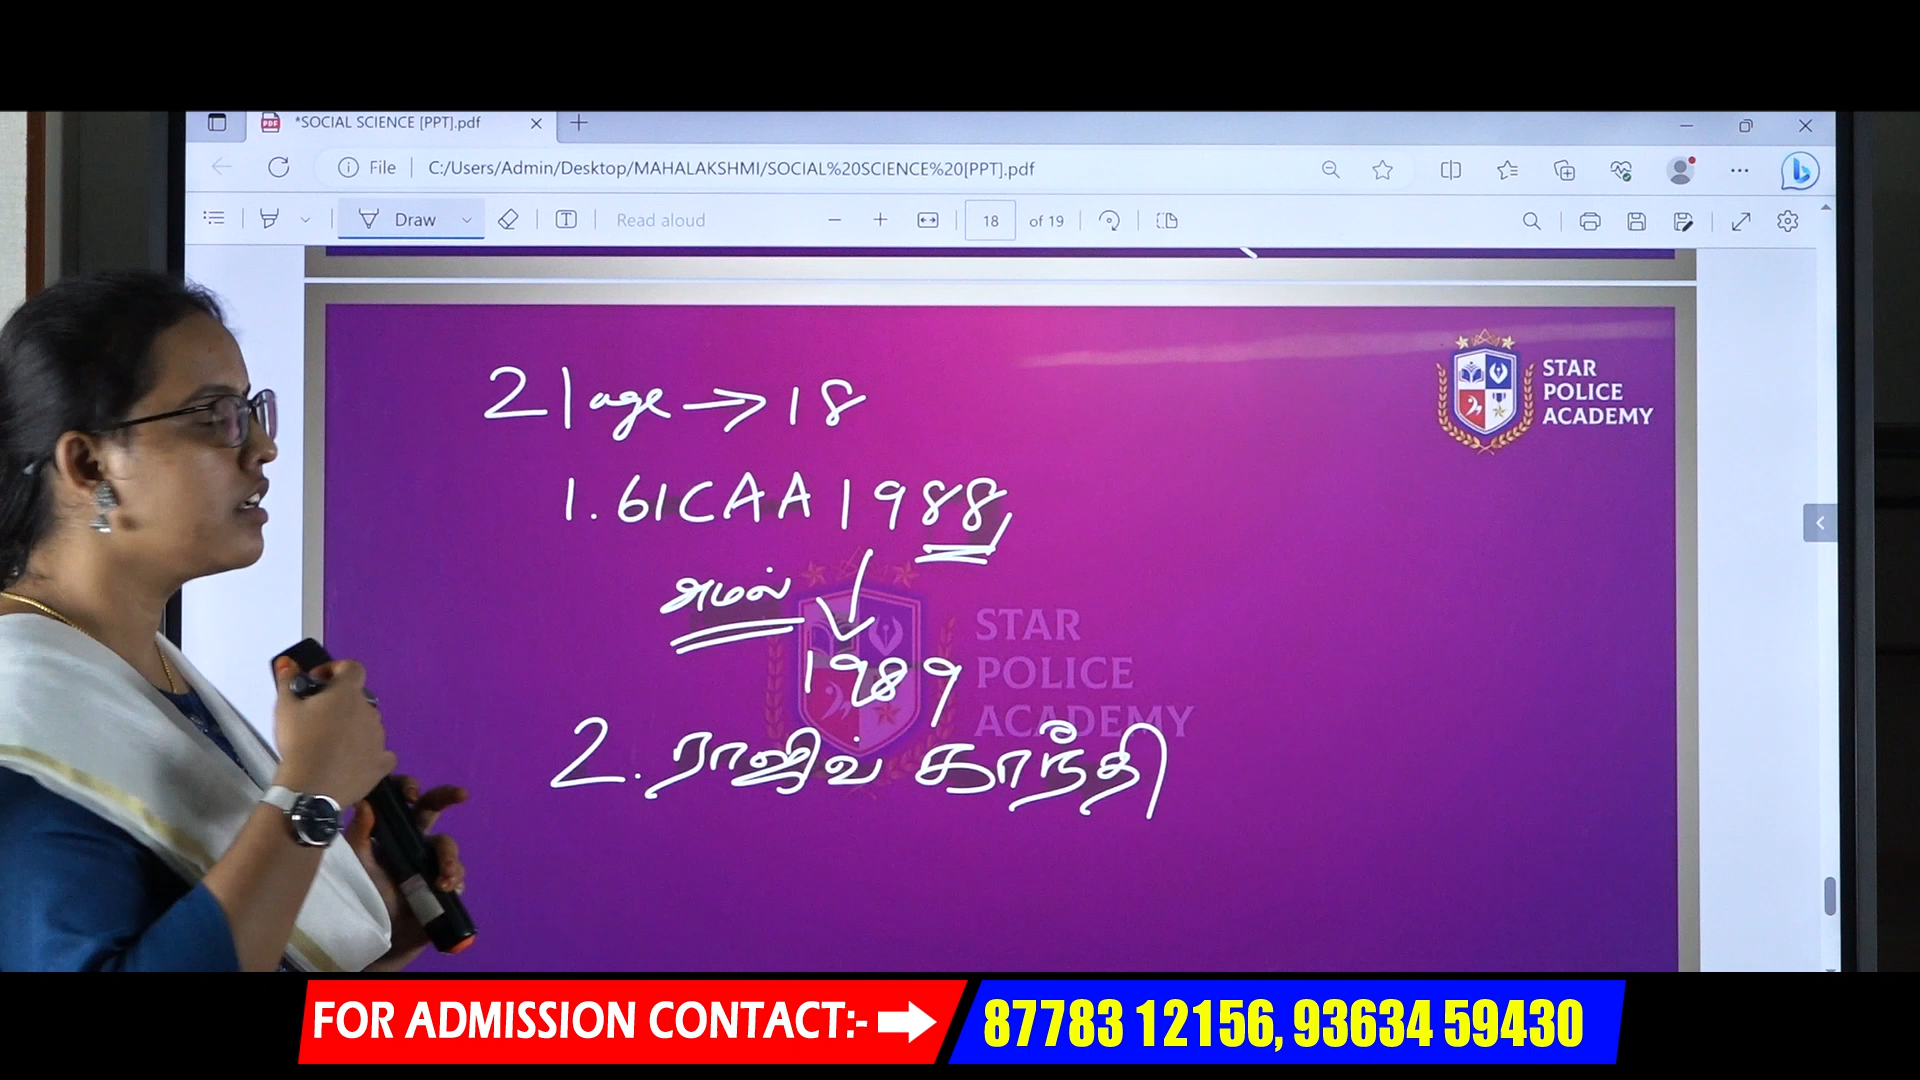 *SOCIAL SCIENCE [PPT].pdf
File
C:/Users/Admin/Desktop/MAHALAKSHMI/SOCIAL%20SCIENCE%20[PPT].pdf
Draw
Read aloud
18 of 19
STAR
POLICE
ACADEMY
21 age → 18
1. 61CAA 1988
அமல்
1989
STAR
POLICE
ACADEMY
2. ராஜிவ் காந்தி
FOR ADMISSION CONTACT:-
87783 12156, 93634 59430